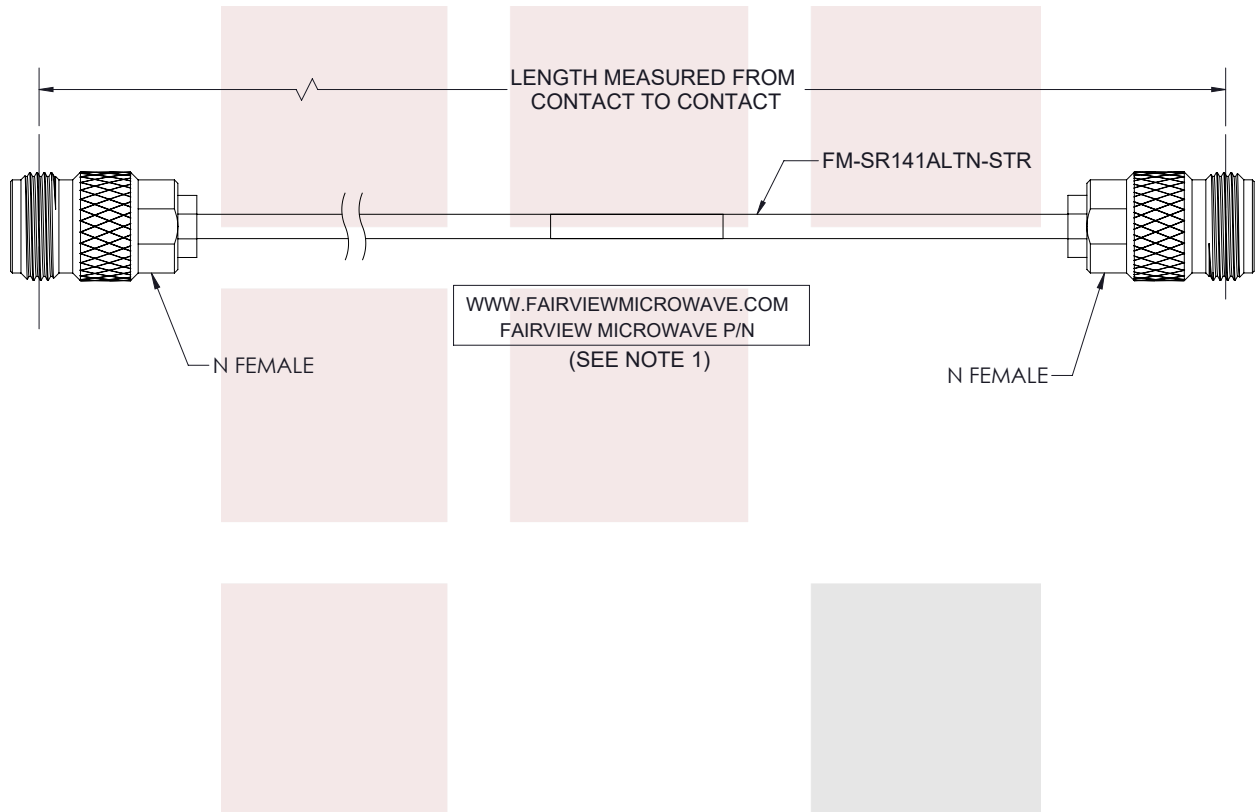 LENGTH MEASURED FROM
CONTACT TO CONTACT
FM-SR141ALTN-STR
WWW.FAIRVIEWMICROWAVE.COM
FAIRVIEW MICROWAVE P/N
(SEE NOTE 1)
N FEMALE
N FEMALE